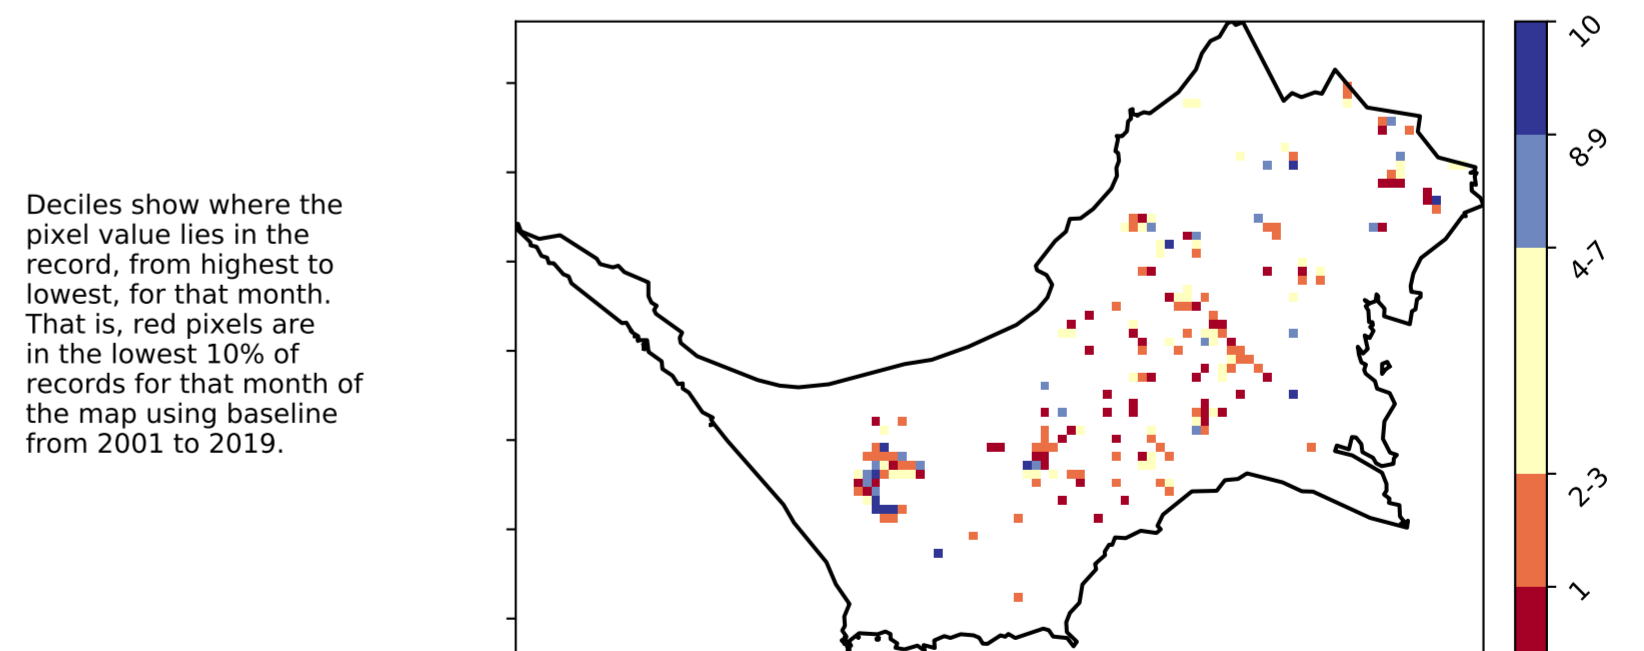 Deciles show where the
pixel value lies in the
record, from highest to
lowest, for that month.
That is, red pixels are
in the lowest 10% of
records for that month of
the map using baseline
from 2001 to 2019.
10
8-9
4-7
2-3
1